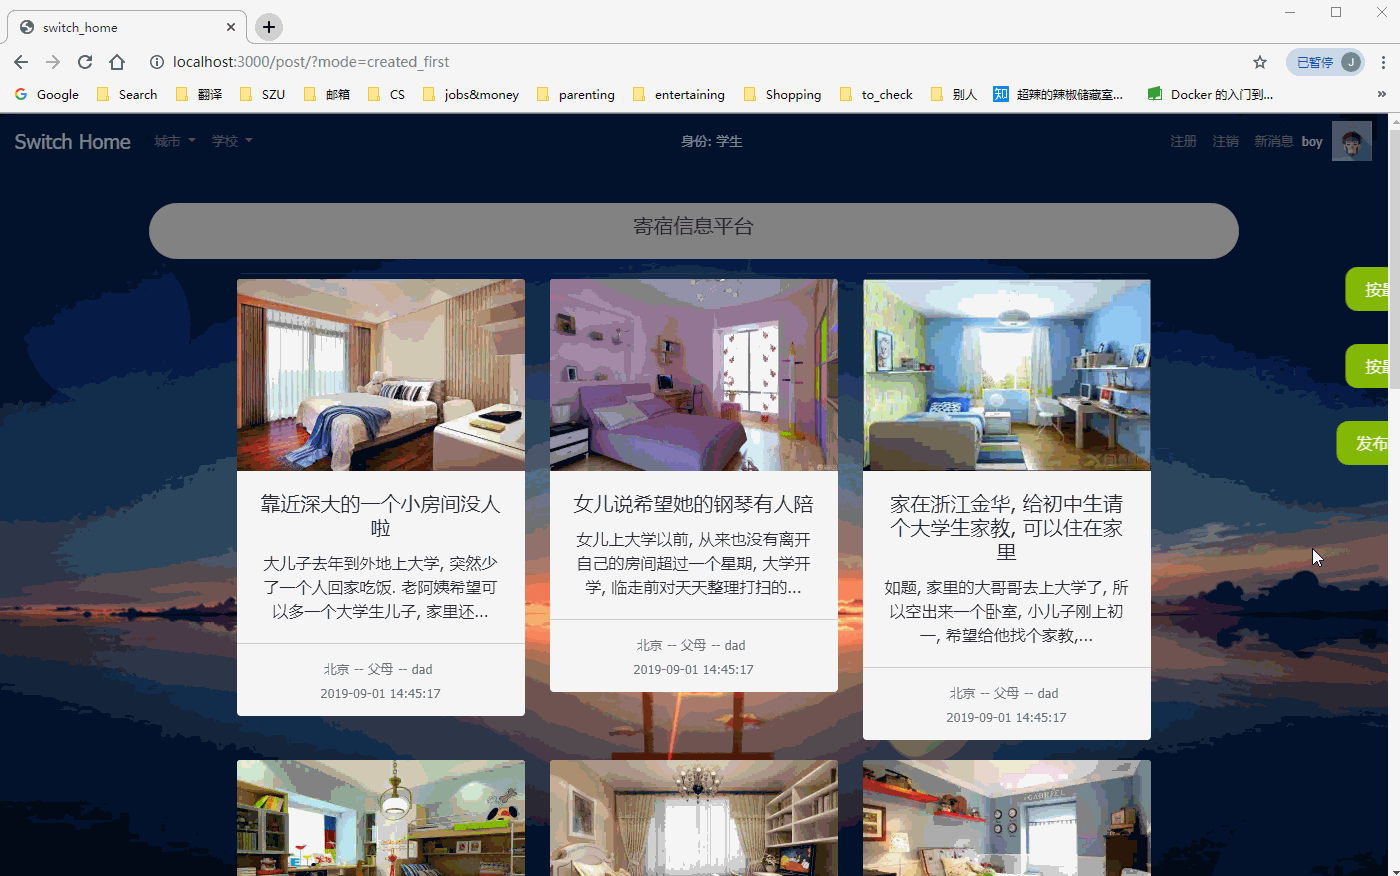 switch_home
localhost:3000/post/?mode=created_first
已暂停 J
Google Search 翻译 SZU 邮箱 CS jobs&money parenting entertaining Shopping to_check 别人 知 超辣的辣椒储藏室... Docker 的入门到... »
Switch Home 城市 学校 身份: 学生 注册 注销 新消息 boy
寄宿信息平台
按
按
发布
靠近深大的一个小房间没人
啦
大儿子去年到外地上大学, 突然少
了一个人回家吃饭. 老阿姨希望可
以多一个大学生儿子, 家里还...
北京 -- 父母 -- dad
2019-09-01 14:45:17
女儿说希望她的钢琴有人陪
女儿上大学以前, 从来也没有离开
自己的房间超过一个星期, 大学开
学, 临走前对天天整理打扫的...
北京 -- 父母 -- dad
2019-09-01 14:45:17
家在浙江金华, 给初中生请
个大学生家教, 可以住在家
里
如题, 家里的大哥哥去上大学了, 所
以空出来一个卧室, 小儿子刚上初
一, 希望给他找个家教,...
北京 -- 父母 -- dad
2019-09-01 14:45:17
GABRIEL